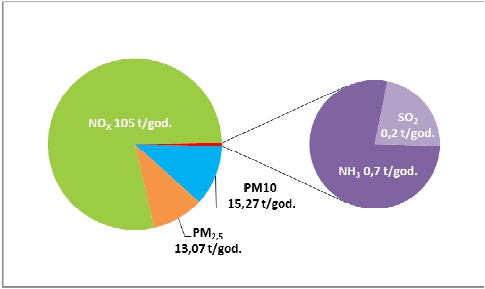 NOX 105 t/god.
SO2
0,2 t/god.
NH3 0,7 t/god.
PM10
15,27 t/god.
PM2,5
13,07 t/god.